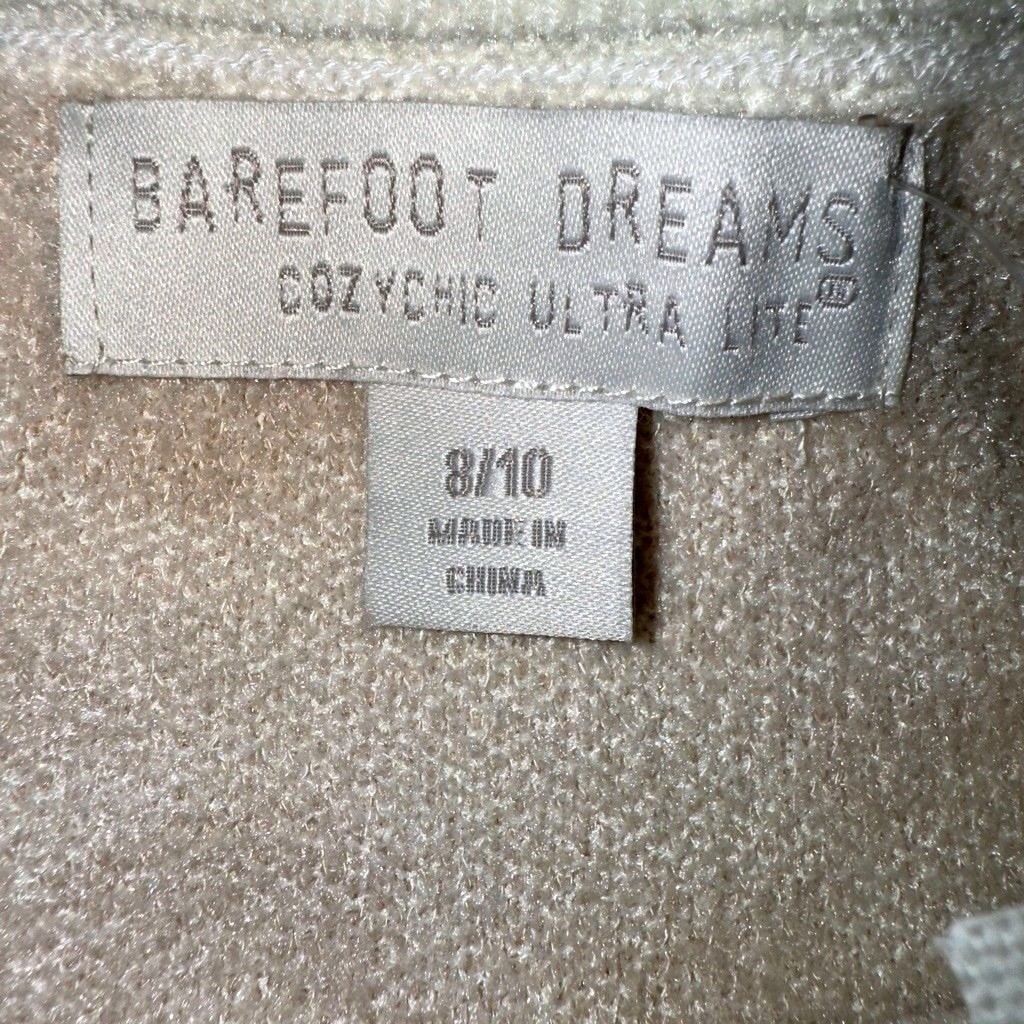 BAREFOOT DREAMS®
COZYCHIC ULTRA LITE
8/10
MADE IN
CHINA